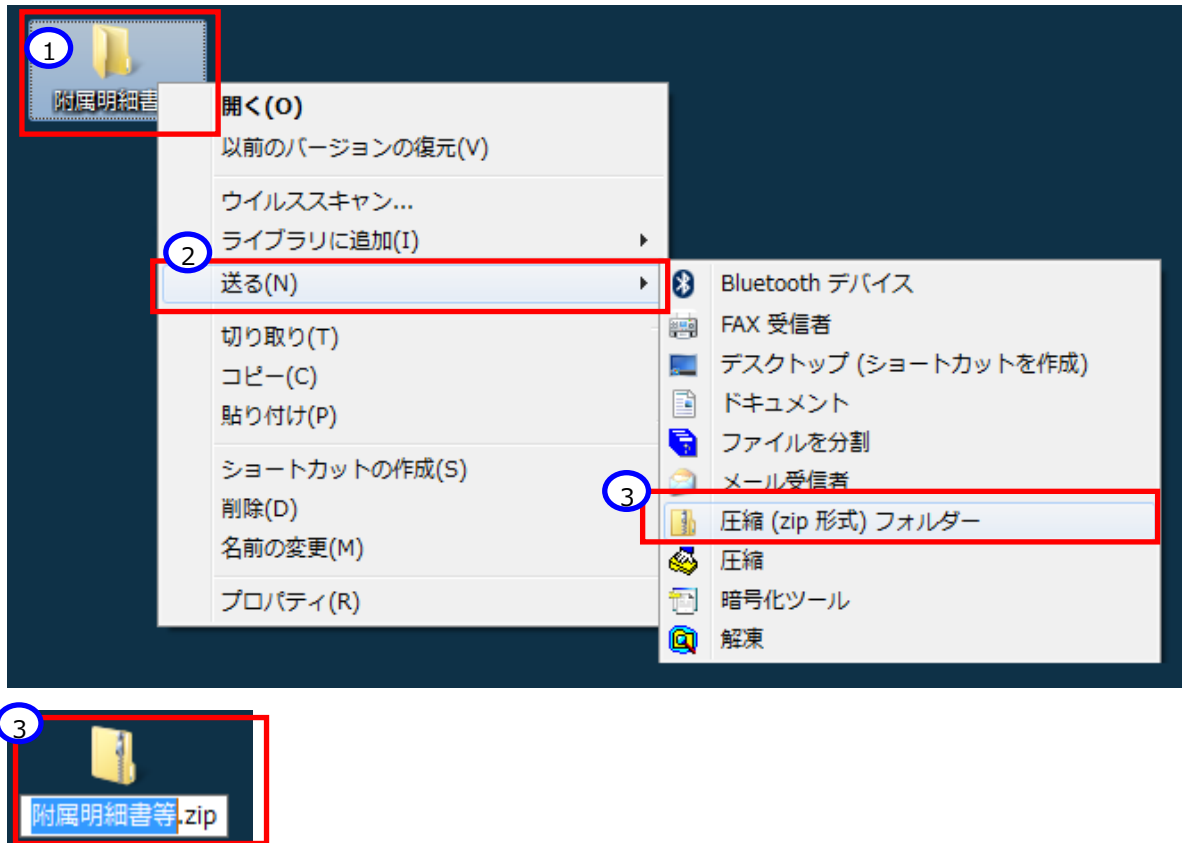 1
附属明細書
開く(O)
以前のバージョンの復元(V)
ウイルススキャン...
ライブラリに追加(I)
2
送る(N)
切り取り(T)
コピー(C)
貼り付け(P)
ショートカットの作成(S)
削除(D)
名前の変更(M)
プロパティ(R)
Bluetooth デバイス
FAX 受信者
デスクトップ (ショートカットを作成)
ドキュメント
ファイルを分割
メール受信者
3
圧縮 (zip 形式) フォルダー
圧縮
暗号化ツール
解凍
3
附属明細書等.zip